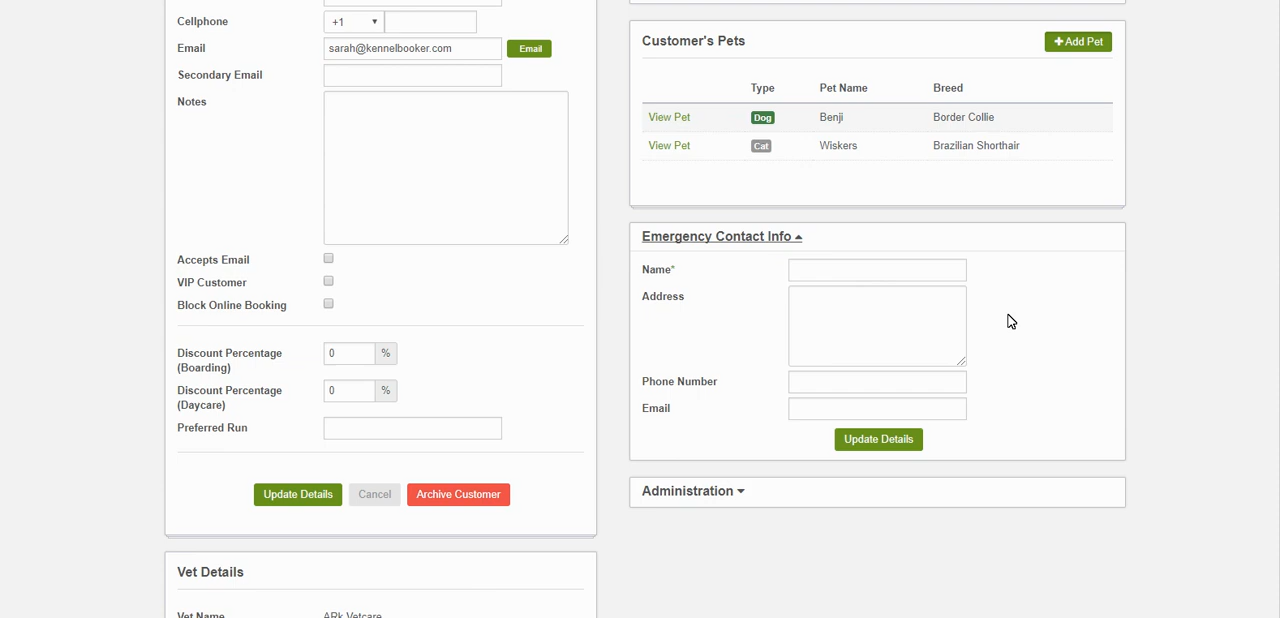 Cellphone +1
Email sarah@kennelbooker.com Email
Secondary Email
Notes
Accepts Email
VIP Customer
Block Online Booking
Discount Percentage (Boarding) 0 %
Discount Percentage (Daycare) 0 %
Preferred Run
Update Details Cancel Archive Customer
Vet Details
Vet Name ARk Vetcare
Customer's Pets + Add Pet
Type Pet Name Breed
View Pet Dog Benji Border Collie
View Pet Cat Wiskers Brazilian Shorthair
Emergency Contact Info
Name*
Address
Phone Number
Email
Update Details
Administration